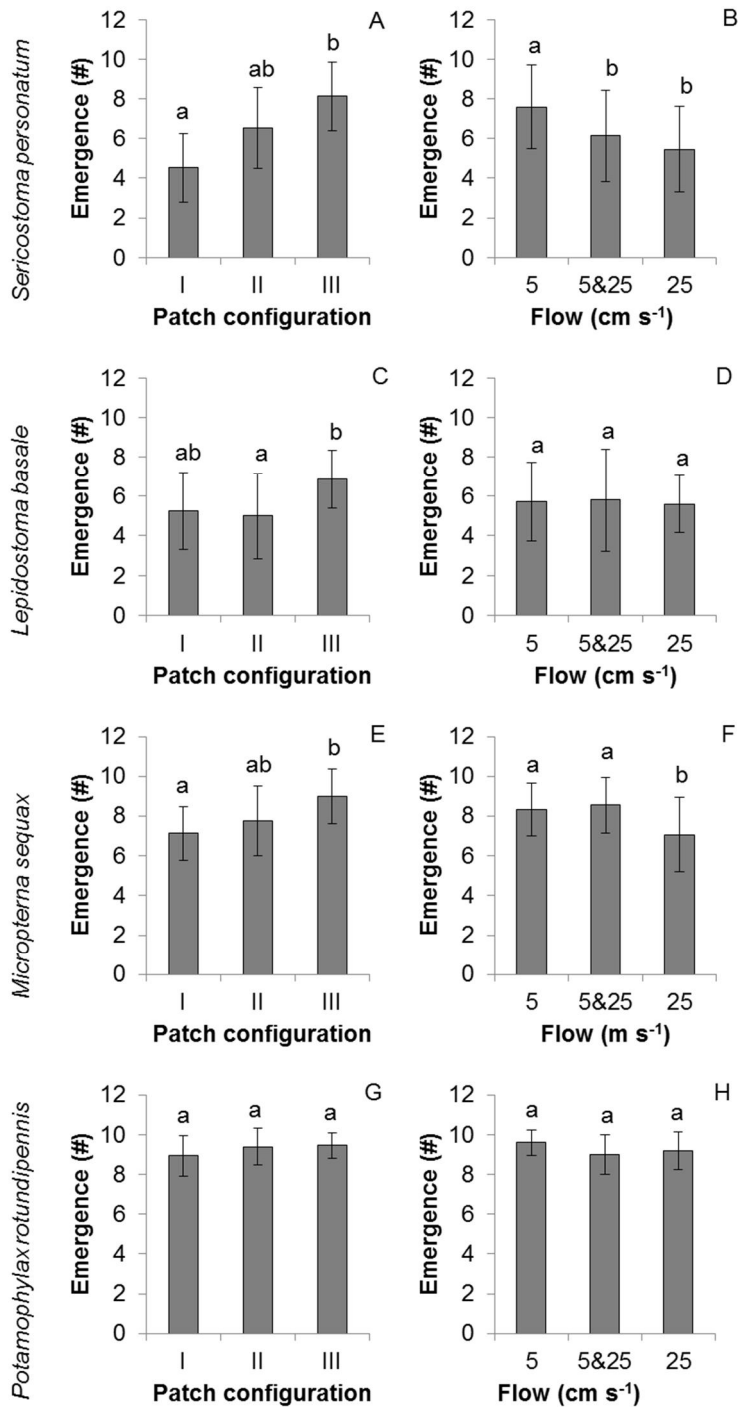 Sericostoma personatum
Emergence (#)
12
10
8
6
4
2
0
A
a
ab
b
I II III
Patch configuration
Emergence (#)
12
10
8
6
4
2
0
B
a
b
b
5 5&25 25
Flow (cm s⁻¹)
Lepidostoma basale
Emergence (#)
12
10
8
6
4
2
0
C
ab
a
b
I II III
Patch configuration
Emergence (#)
12
10
8
6
4
2
0
D
a
a
a
5 5&25 25
Flow (cm s⁻¹)
Micropterna sequax
Emergence (#)
12
10
8
6
4
2
0
E
a
ab
b
I II III
Patch configuration
Emergence (#)
12
10
8
6
4
2
0
F
a
a
b
5 5&25 25
Flow (m s⁻¹)
Potamophylax rotundipennis
Emergence (#)
12
10
8
6
4
2
0
G
a
a
a
I II III
Patch configuration
Emergence (#)
12
10
8
6
4
2
0
H
a
a
a
5 5&25 25
Flow (cm s⁻¹)